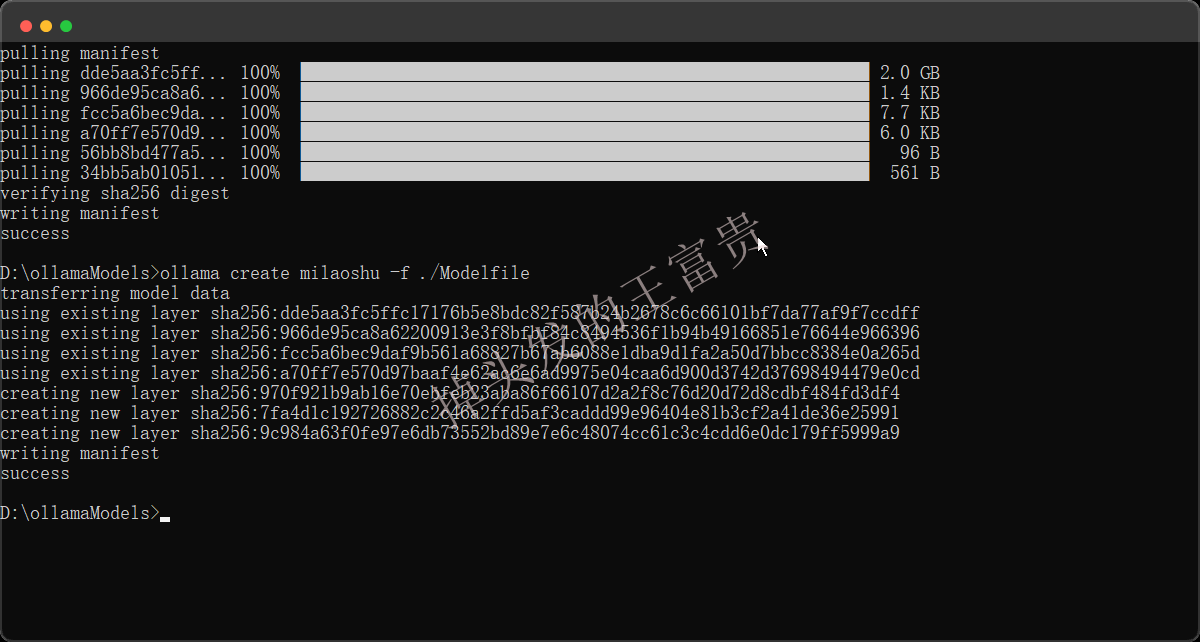 pulling manifest
pulling dde5aa3fc5ff... 100% 2.0 GB
pulling 966de95ca8a6... 100% 1.4 KB
pulling fcc5a6bec9da... 100% 7.7 KB
pulling a70ff7e570d9... 100% 6.0 KB
pulling 56bb8bd477a5... 100% 96 B
pulling 34bb5ab01051... 100% 561 B
verifying sha256 digest
writing manifest
success
D:\ollamaModels>ollama create milaoshu -f ./Modelfile
transferring model data
using existing layer sha256:dde5aa3fc5ffc17176b5e8bdc82f587b24b2678c6c66101bf7da77af9f7ccdff
using existing layer sha256:966de95ca8a62200913e3f8bfbf84c8494536f1b94b49166851e76644e966396
using existing layer sha256:fcc5a6bec9daf9b561a68827b67ab6088e1dba9d1fa2a50d7bbcc8384e0a265d
using existing layer sha256:a70ff7e570d97baaf4e62ac6e6ad9975e04caa6d900d3742d37698494479e0cd
creating new layer sha256:970f921b9ab16e70ebfeb23aba86f66107d2a2f8c76d20d72d8cdbf484fd3df4
creating new layer sha256:7fa4d1c192726882c2646a2ffd5af3caddd99e96404e81b3cf2a41de36e25991
creating new layer sha256:9c984a63f0fe97e6db73552bd89e7e6c48074cc61c3c4cdd6e0dc179ff5999a9
writing manifest
success
D:\ollamaModels>
掉头发的王富贵